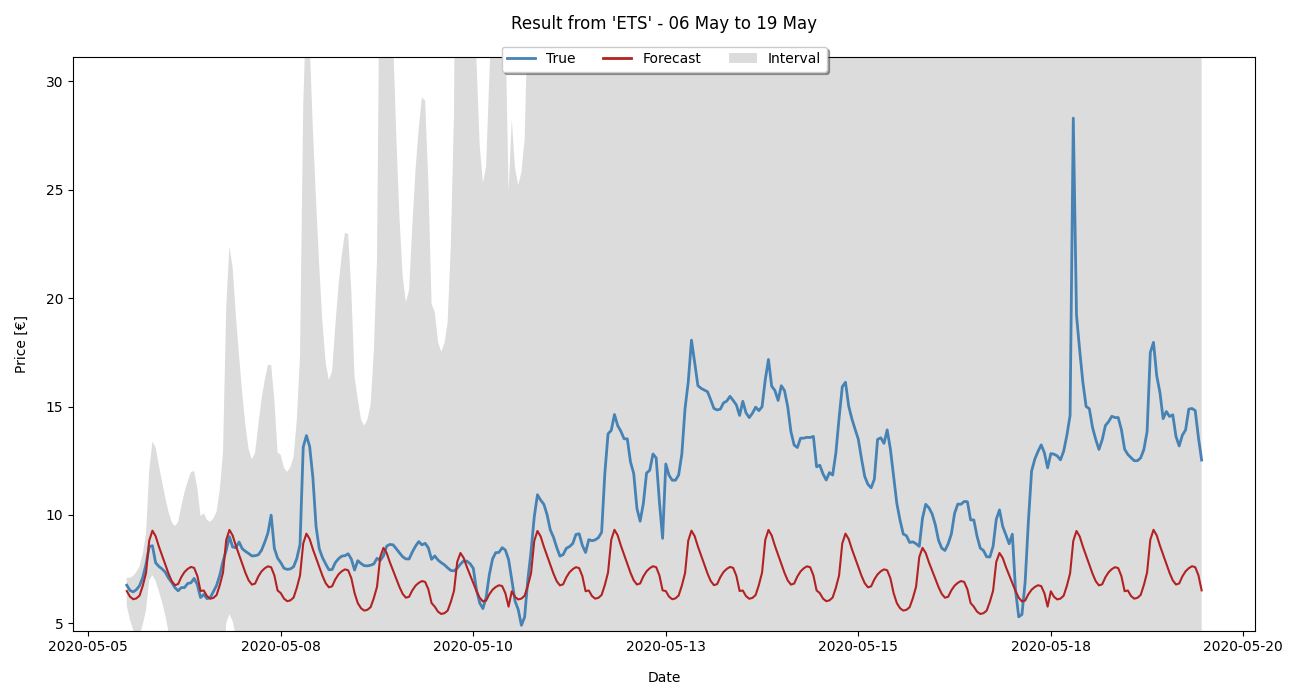 Result from 'ETS' - 06 May to 19 May
True Forecast Interval
Price [€]
30
25
20
15
10
5
2020-05-05 2020-05-08 2020-05-10 2020-05-13 2020-05-15 2020-05-18 2020-05-20
Date